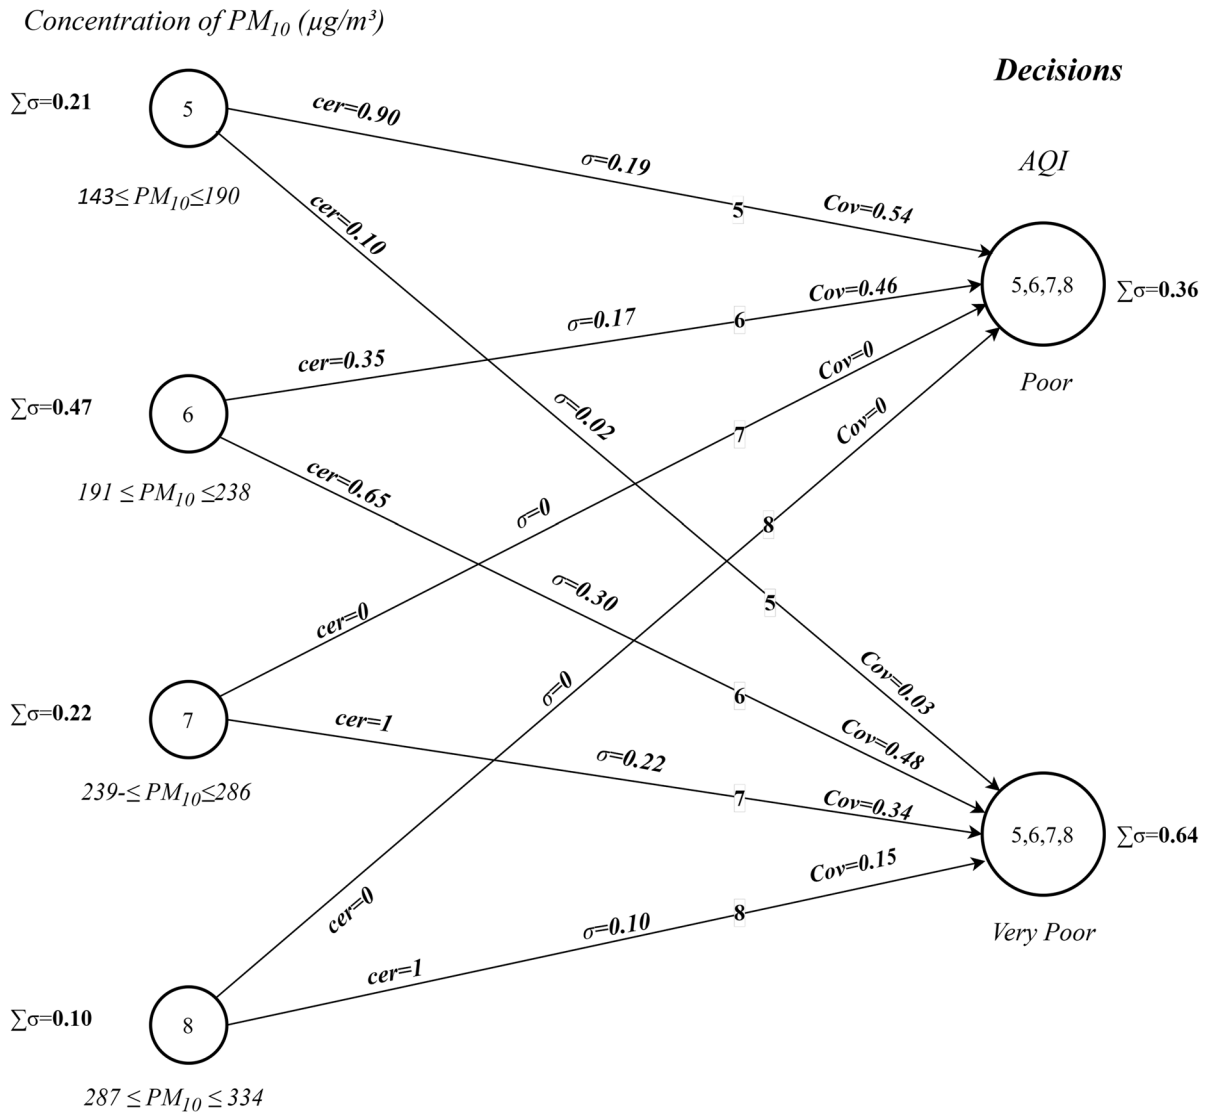 Concentration of PM10 (µg/m³)
Decisions
∑σ=0.21
5
cer=0.90
σ=0.19
5
Cov=0.54
AQI
143≤ PM10≤190
cer=0.10
5,6,7,8
∑σ=0.36
Poor
∑σ=0.47
6
cer=0.35
σ=0.17
6
Cov=0.46
191 ≤ PM10 ≤238
cer=0.65
σ=0.02
Cov=0
7
Cov=0
σ=0
8
σ=0.30
5
cer=0
σ=0
6
Cov=0.03
∑σ=0.22
7
cer=1
σ=0.22
7
Cov=0.48
Cov=0.34
239-≤ PM10≤286
5,6,7,8
∑σ=0.64
Very Poor
cer=0
Cov=0.15
8
σ=0.10
cer=1
∑σ=0.10
8
287 ≤ PM10 ≤ 334